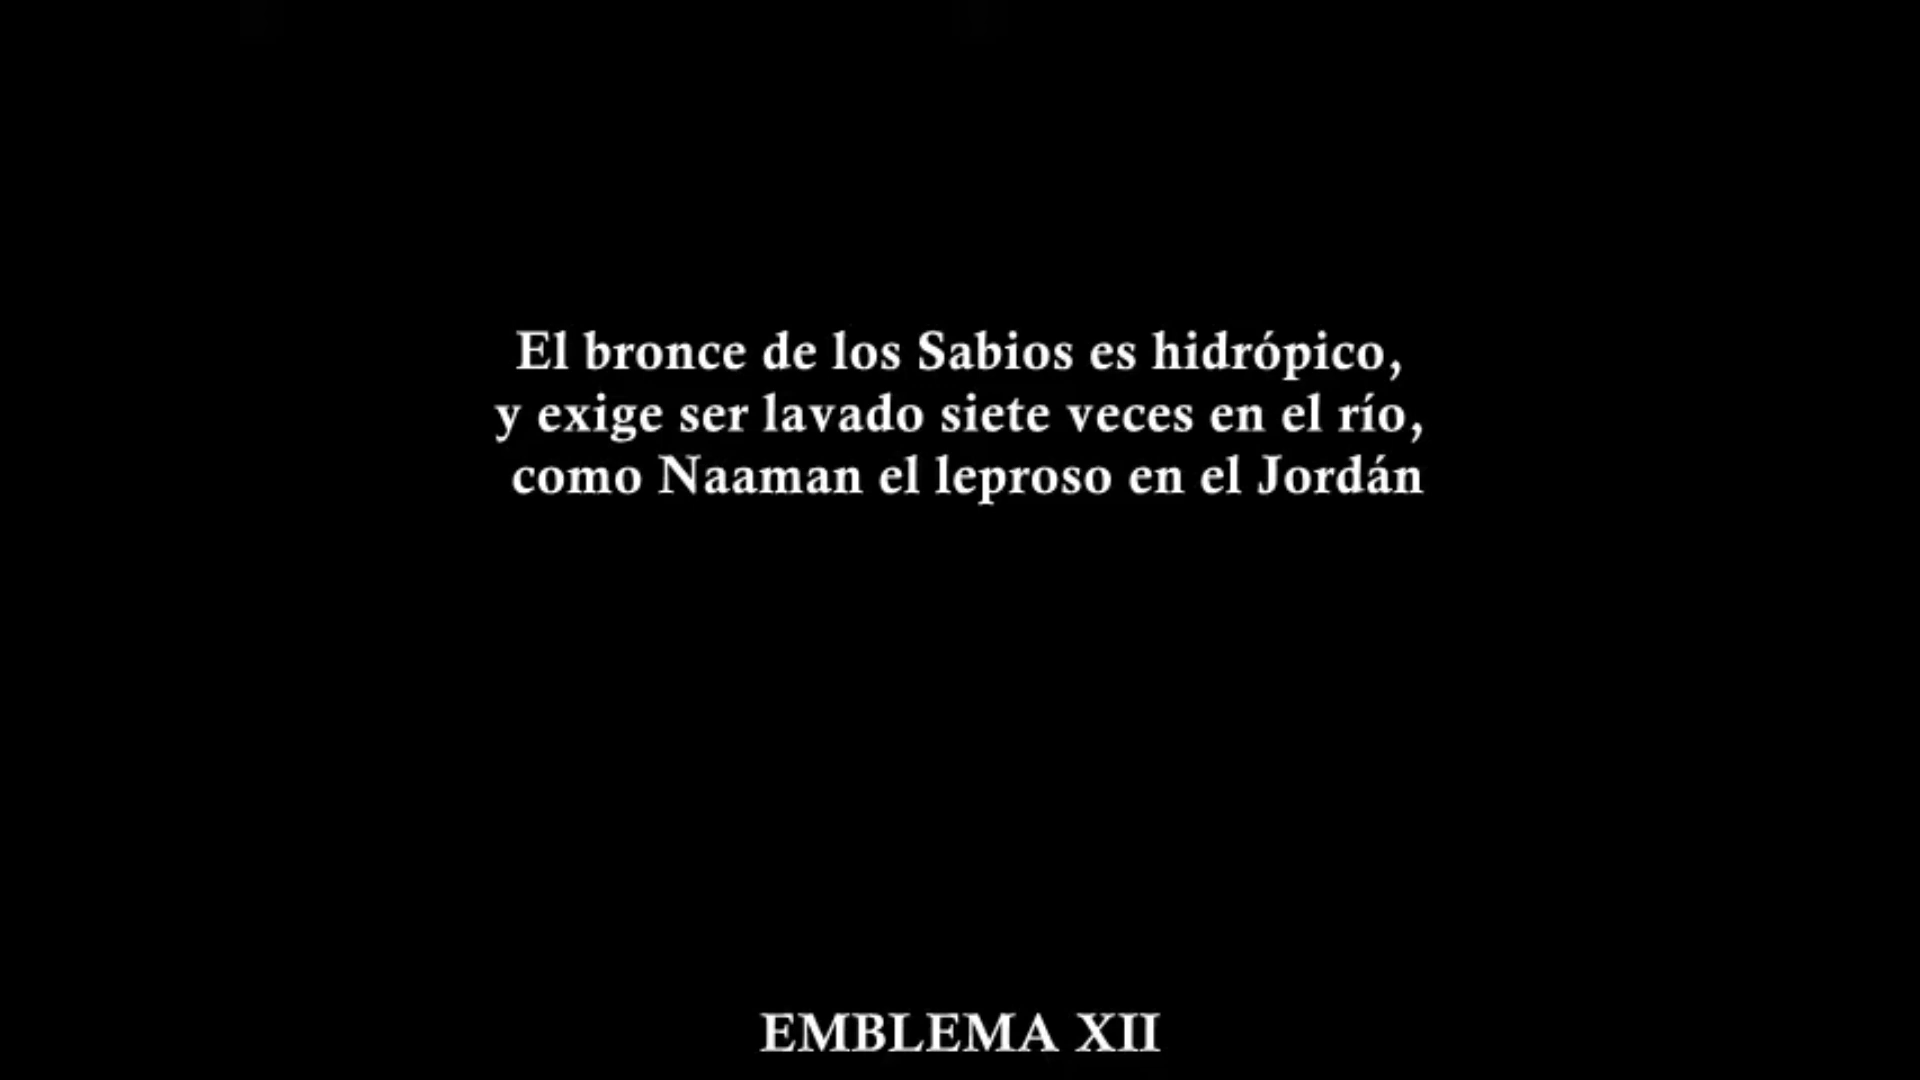 El bronce de los Sabios es hidrópico,
y exige ser lavado siete veces en el río,
como Naaman el leproso en el Jordán
EMBLEMA XII